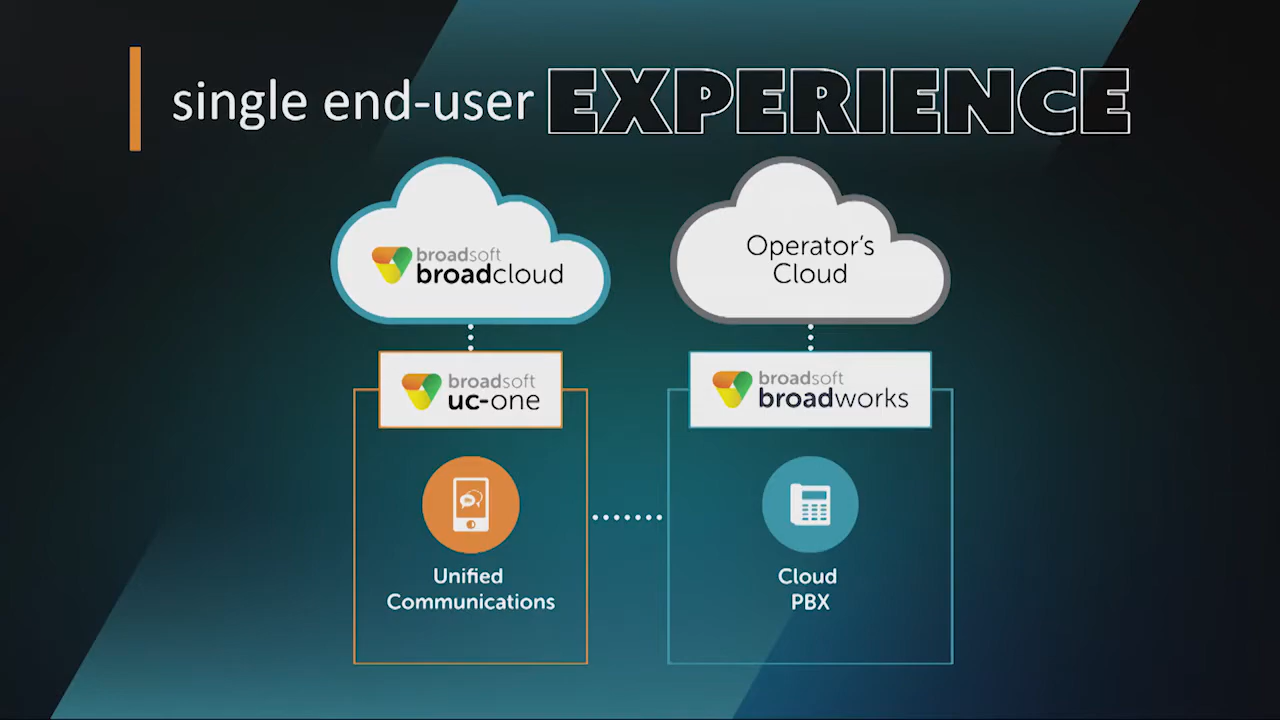 single end-user EXPERIENCE
broadsoft
broadcloud
Operator's
Cloud
broadsoft
uc-one
broadsoft
broadworks
Unified
Communications
Cloud
PBX